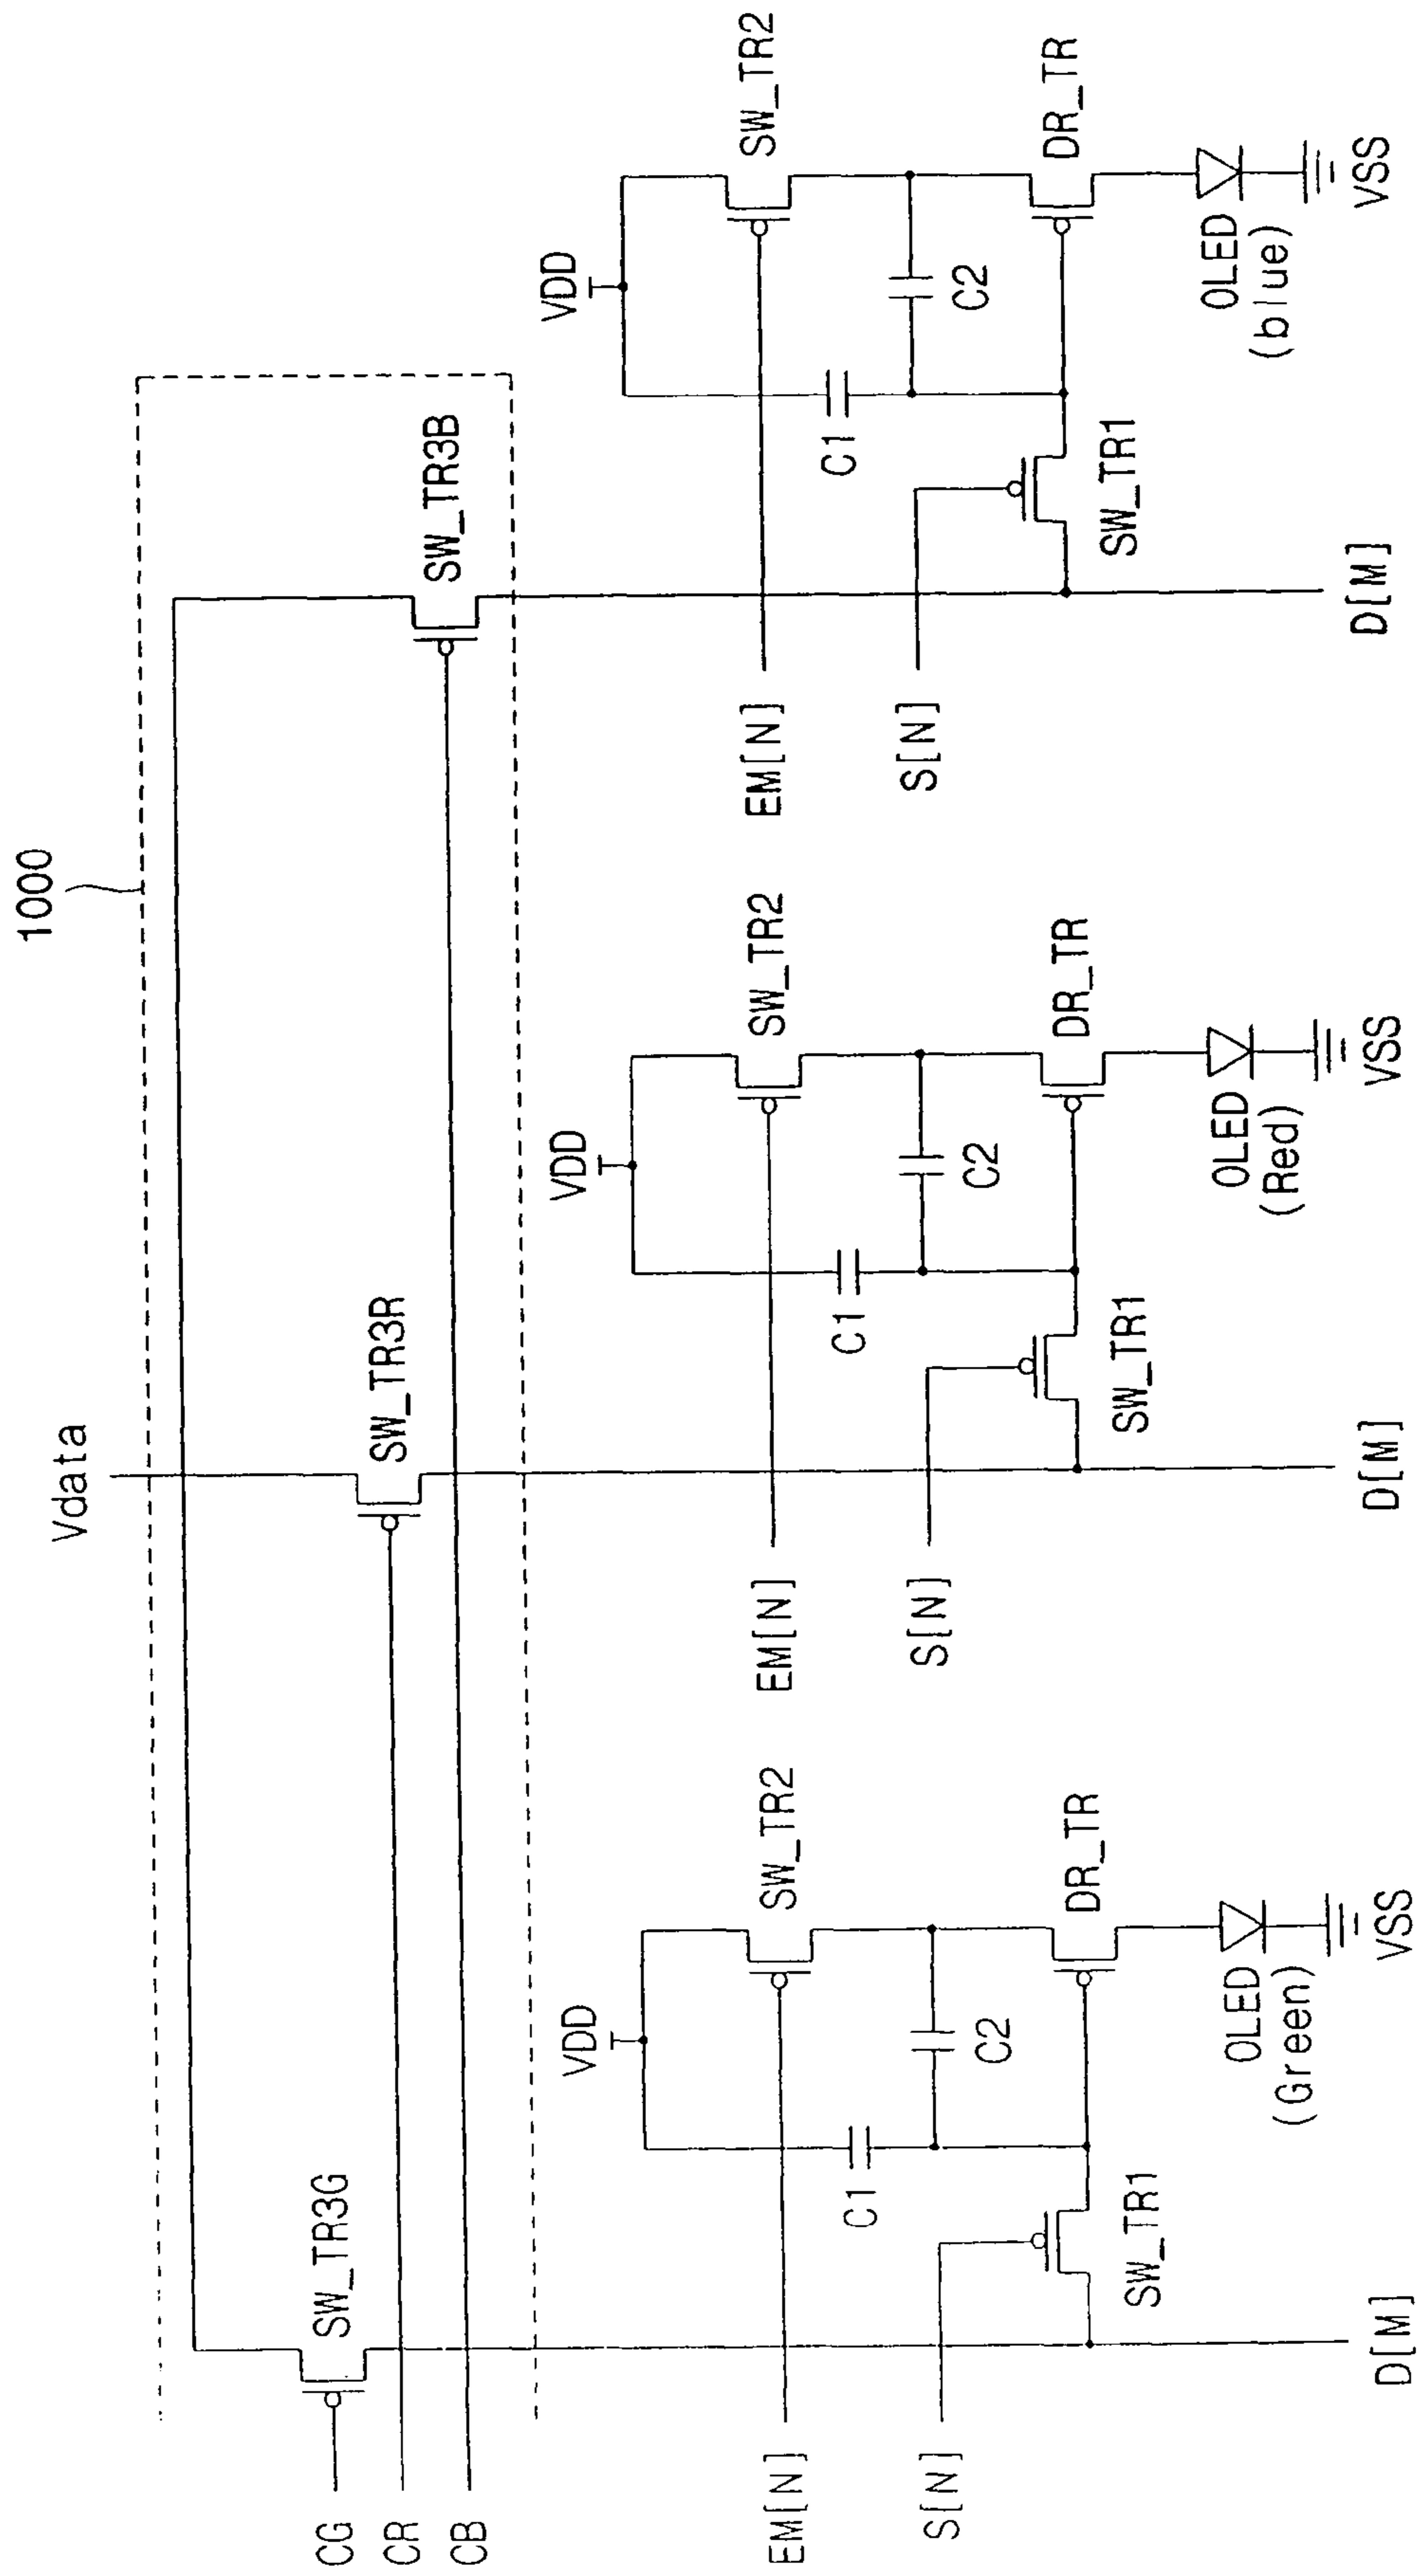 1000
Vdata
CG
CR
CB
SW_TR3G
SW_TR3R
SW_TR3B
VDD
SW_TR2
EM[N]
C1
C2
S[N]
SW_TR1
DR_TR
OLED
(Green)
VSS
D[M]
VDD
SW_TR2
EM[N]
C1
C2
S[N]
SW_TR1
DR_TR
OLED
(Red)
VSS
D[M]
VDD
SW_TR2
EM[N]
C1
C2
S[N]
SW_TR1
DR_TR
OLED
(blue)
VSS
D[M]